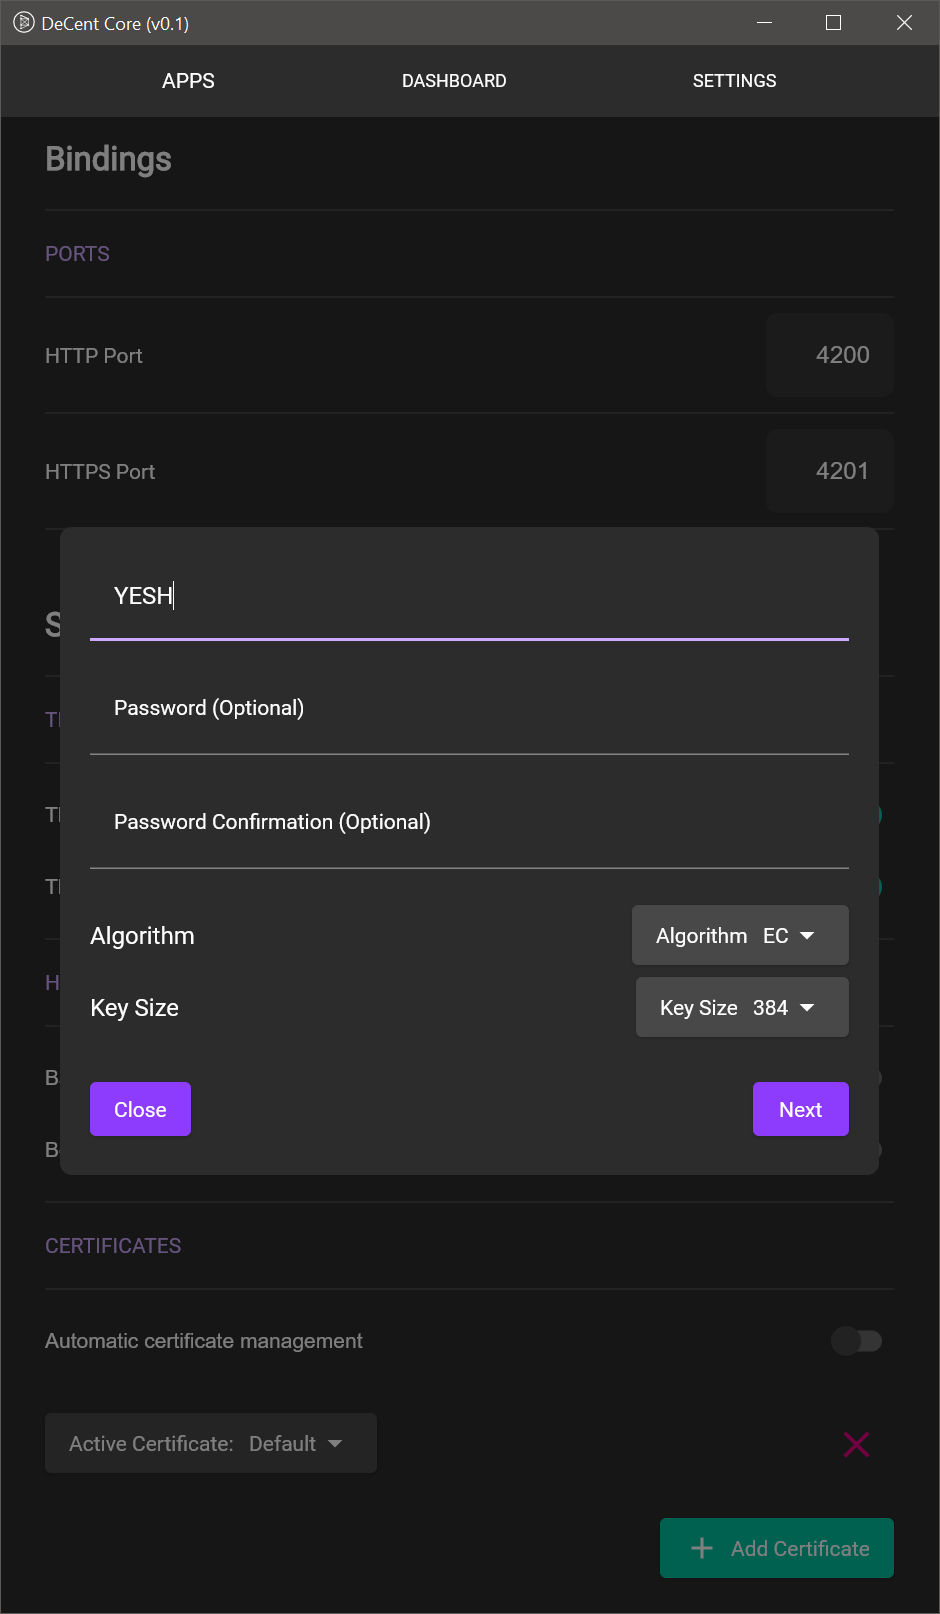 DeCent Core (v0.1)
APPS DASHBOARD SETTINGS
Bindings
PORTS
HTTP Port 4200
HTTPS Port 4201
YESH
Password (Optional)
Password Confirmation (Optional)
Algorithm Algorithm EC
Key Size Key Size 384
Close Next
CERTIFICATES
Automatic certificate management
Active Certificate: Default
Add Certificate